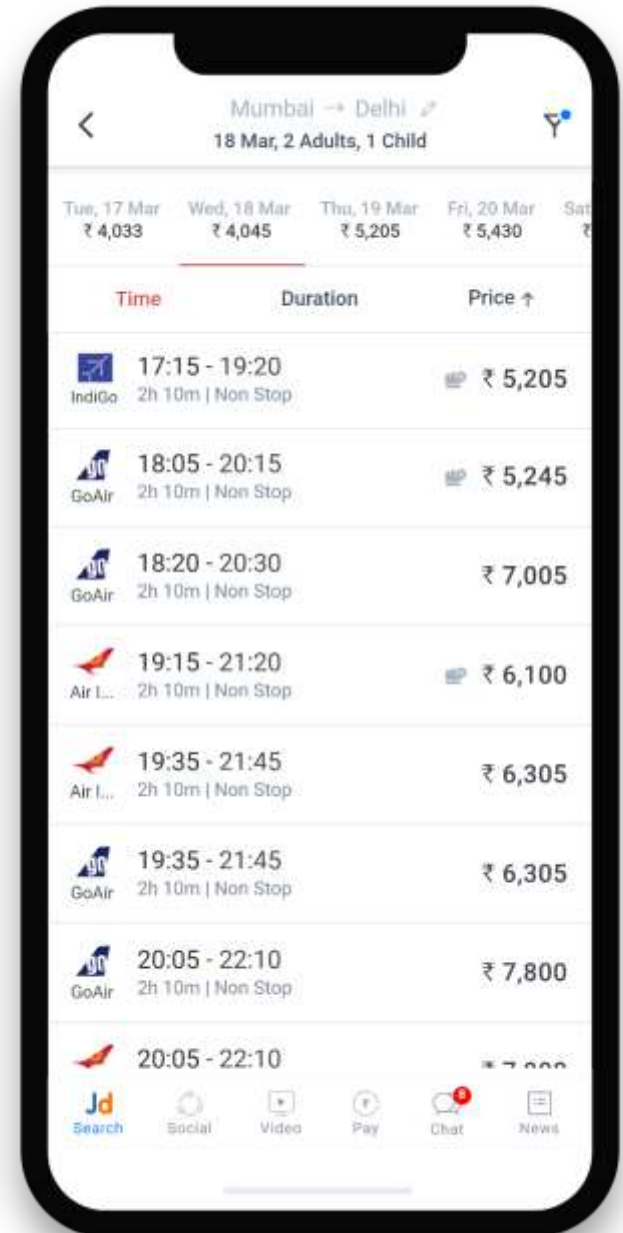 Mumbai → Delhi
18 Mar, 2 Adults, 1 Child
Tue, 17 Mar Wed, 18 Mar Thu, 19 Mar Fri, 20 Mar Sat
₹ 4,033 ₹ 4,045 ₹ 5,205 ₹ 5,430 ₹
Time Duration Price ↑
17:15 - 19:20
IndiGo 2h 10m | Non Stop ₹ 5,205
go 18:05 - 20:15
GoAir 2h 10m | Non Stop ₹ 5,245
go 18:20 - 20:30
GoAir 2h 10m | Non Stop ₹ 7,005
19:15 - 21:20
Air I... 2h 10m | Non Stop ₹ 6,100
19:35 - 21:45
Air I... 2h 10m | Non Stop ₹ 6,305
go 19:35 - 21:45
GoAir 2h 10m | Non Stop ₹ 6,305
go 20:05 - 22:10
GoAir 2h 10m | Non Stop ₹ 7,800
20:05 - 22:10
Jd 8
Search Social Video Pay Chat News